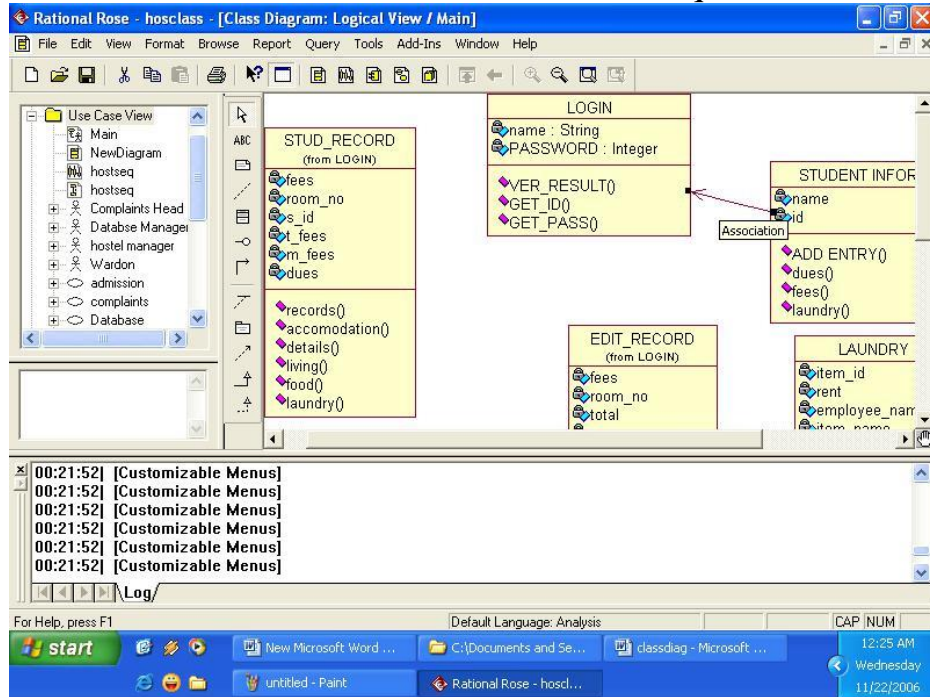 Rational Rose - hosclass - [Class Diagram: Logical View / Main]
File Edit View Format Browse Report Query Tools Add-Ins Window Help
Use Case View
Main
NewDiagram
hostseq
hostseq
Complaints Head
Databse Manager
hostel manager
Wardon
admission
complaints
Database
ABC
STUD_RECORD
(from LOGIN)
fees
room_no
s_id
t_fees
m_fees
dues
records()
accomodation()
details()
living()
food()
laundry()
LOGIN
name : String
PASSWORD : Integer
VER_RESULT()
GET_ID()
GET_PASS()
Association
STUDENT INFOR
name
id
ADD ENTRY()
dues()
fees()
laundry()
EDIT_RECORD
(from LOGIN)
fees
room_no
total
LAUNDRY
item_id
rent
employee_nam
item_name
00:21:52| [Customizable Menus]
00:21:52| [Customizable Menus]
00:21:52| [Customizable Menus]
00:21:52| [Customizable Menus]
00:21:52| [Customizable Menus]
00:21:52| [Customizable Menus]
Log
For Help, press F1
Default Language: Analysis
CAP NUM
start
New Microsoft Word ...
C:\Documents and Se...
classdiag - Microsoft ...
untitled - Paint
Rational Rose - hoscl...
12:25 AM
Wednesday
11/22/2006